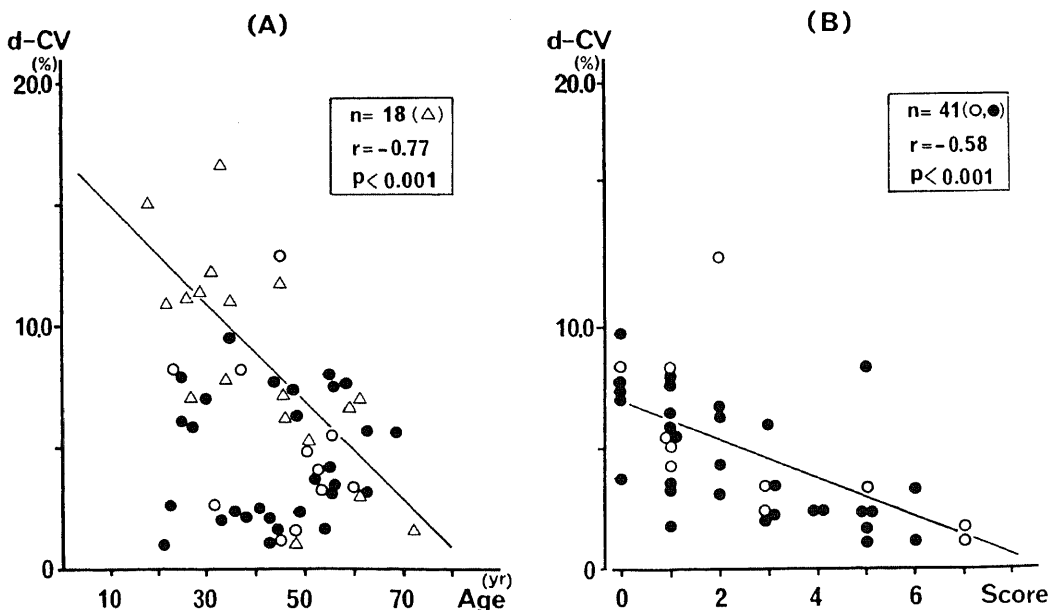 (A)
d-CV
(%)
20.0
10.0
0
n= 18 (△)
r=-0.77
p< 0.001
10 30 50 70 Age (yr)
(B)
d-CV
(%)
20.0
10.0
0
n= 41(○,●)
r=-0.58
p< 0.001
0 2 4 6 Score